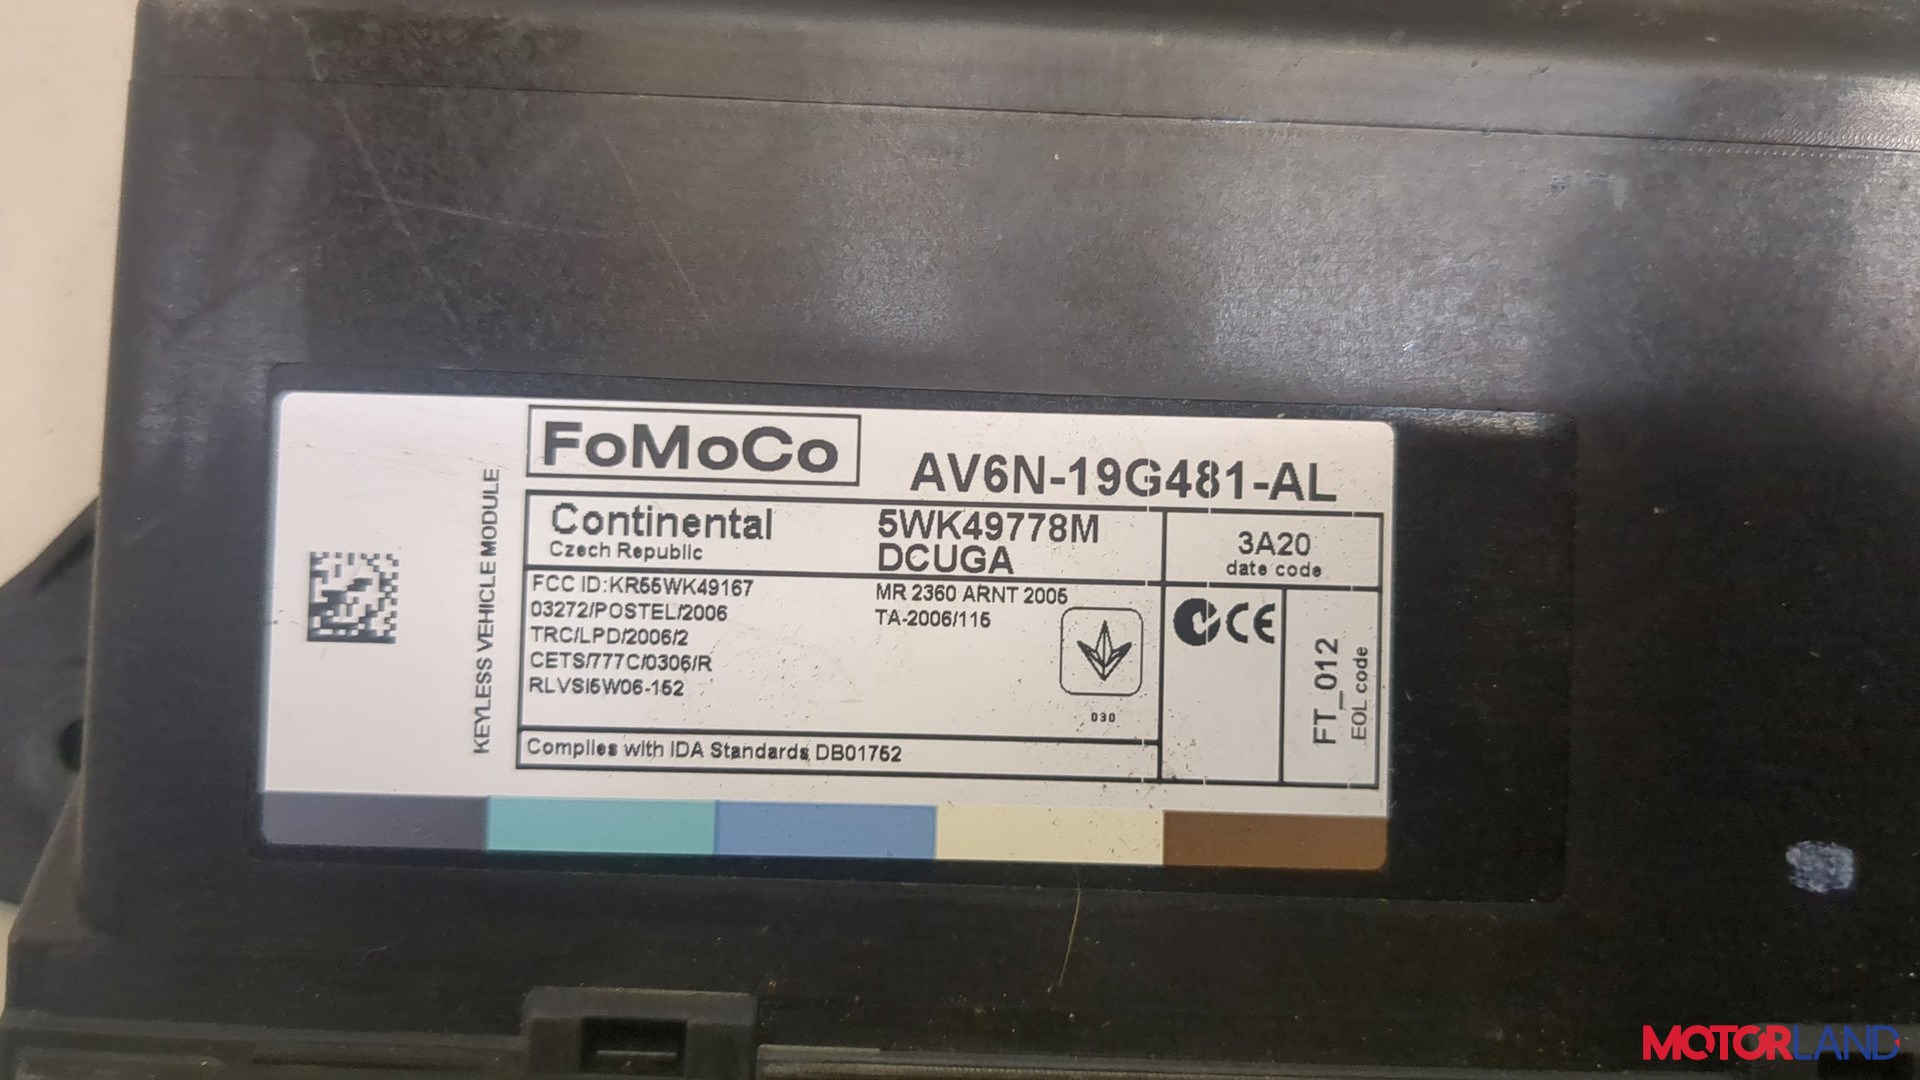 FoMoCo
AV6N-19G481-AL
KEYLESS VEHICLE MODULE
Continental
Czech Republic
5WK49778M
DCUGA
3A20
date code
FCC ID:KR55WK49167
03272/POSTEL/2006
TRC/LPD/2006/2
CETS/777C/0306/R
RLVSI5W06-152
MR 2360 ARNT 2005
TA-2006/115
030
CE
FT_012
EOL code
Complies with IDA Standards DB01752
MOTORLAND